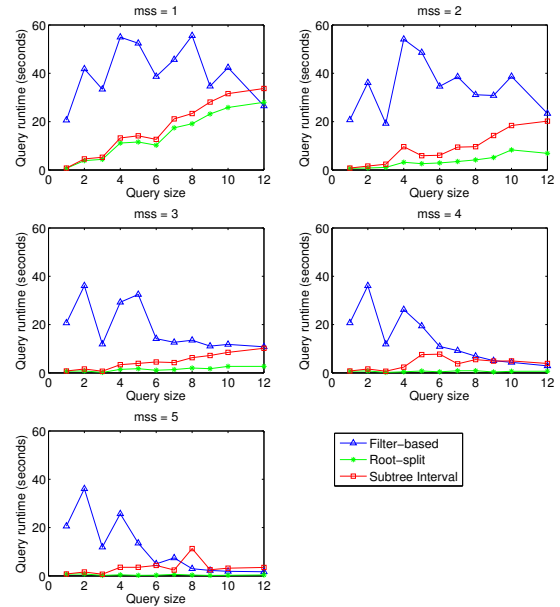 mss = 1
60
40
20
0
Query runtime (seconds)
0 2 4 6 8 10 12
Query size
mss = 2
60
40
20
0
Query runtime (seconds)
0 2 4 6 8 10 12
Query size
mss = 3
60
40
20
0
Query runtime (seconds)
0 2 4 6 8 10 12
Query size
mss = 4
60
40
20
0
Query runtime (seconds)
0 2 4 6 8 10 12
Query size
mss = 5
60
40
20
0
Query runtime (seconds)
0 2 4 6 8 10 12
Query size
Filter−based
Root−split
Subtree Interval